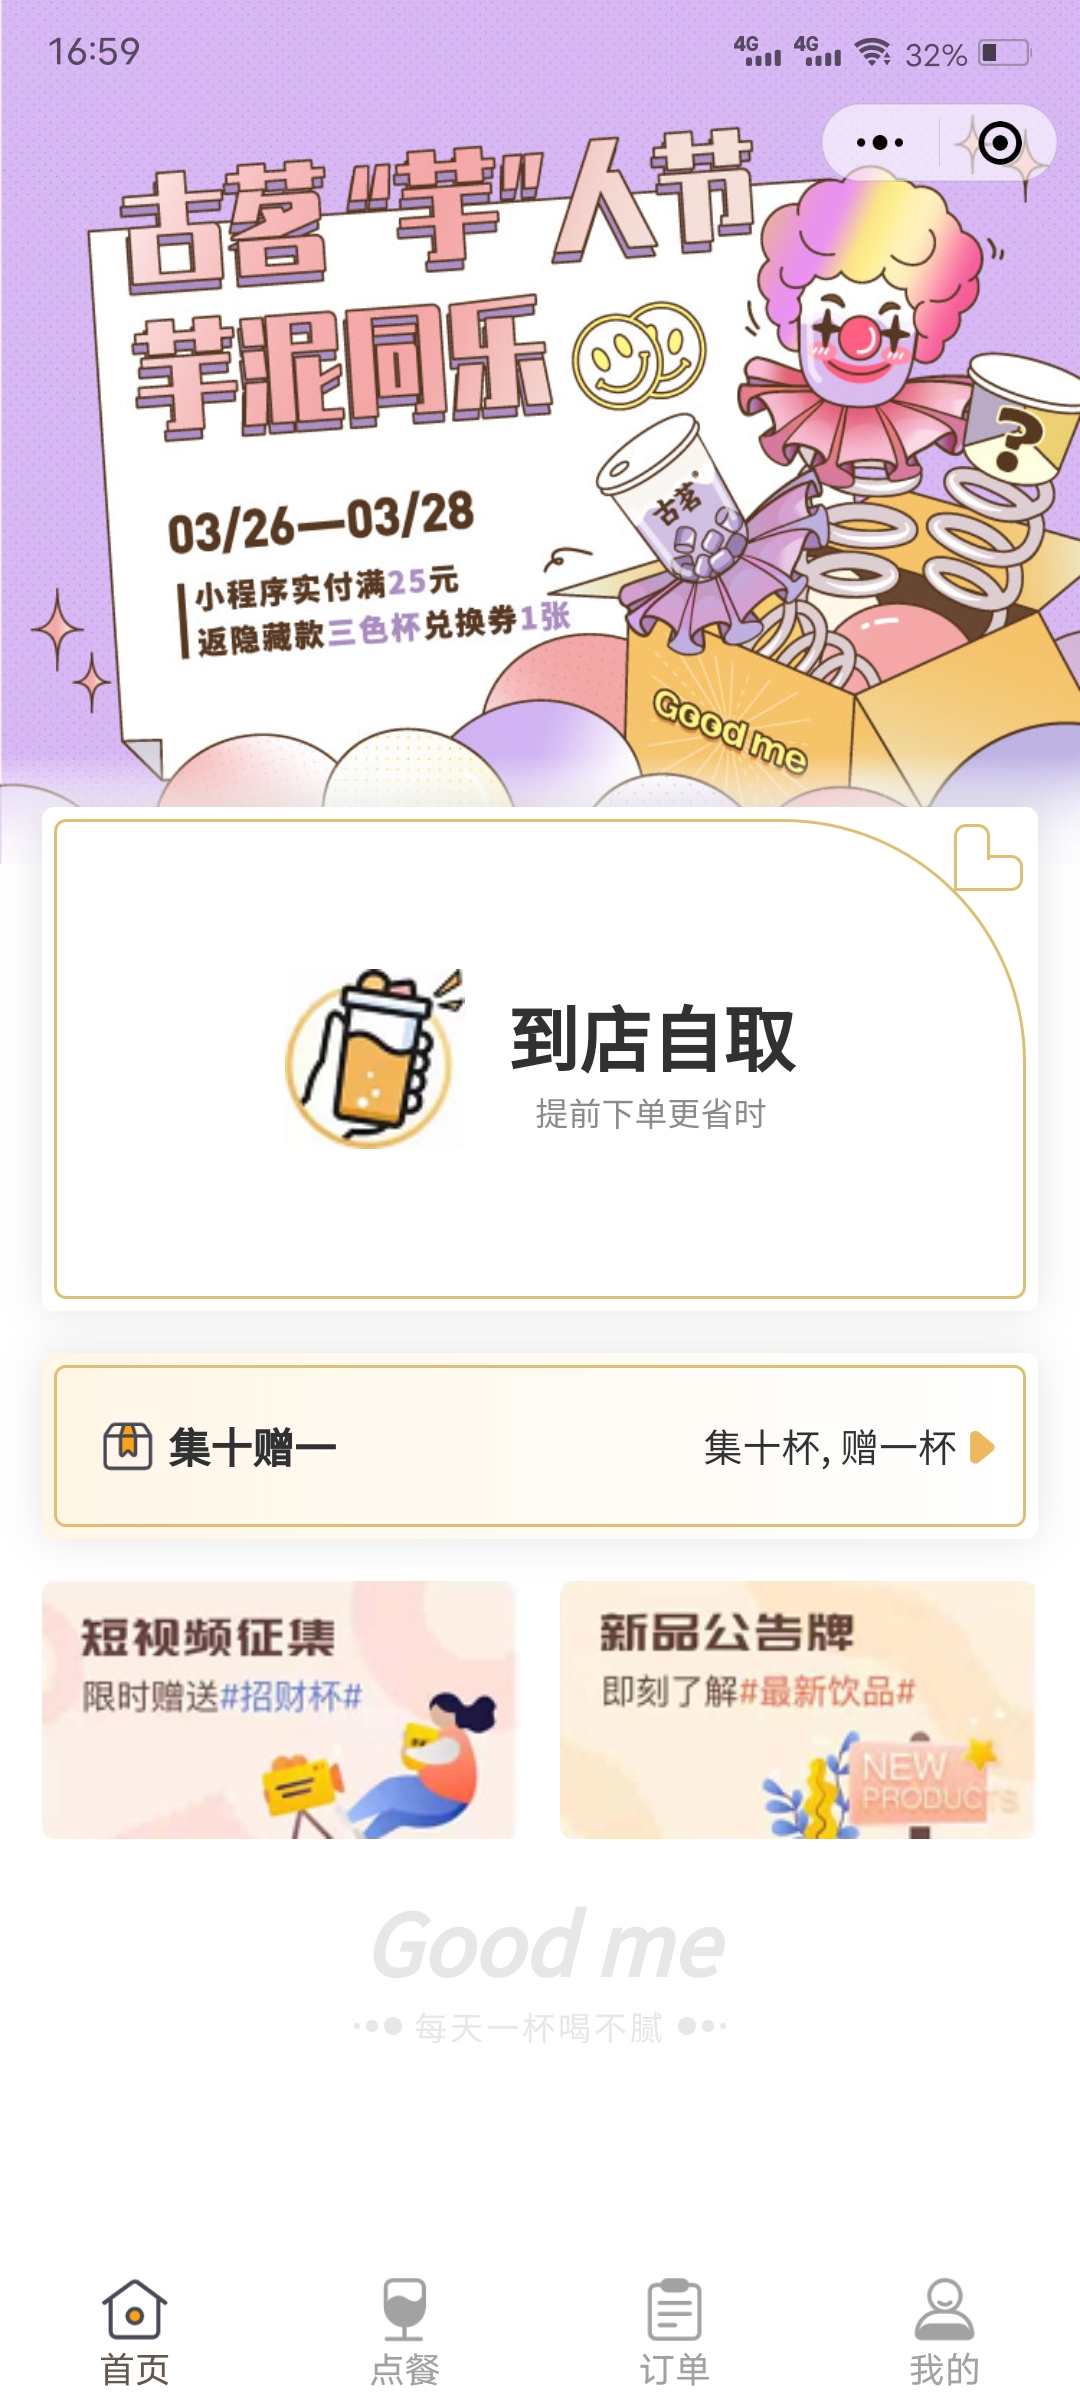 16:59
4G 4G 32%
古茗"芋"人节
芋泥同乐
03/26—03/28
小程序实付满25元
返隐藏款三色杯兑换券1张
古茗
?
Good me
到店自取
提前下单更省时
集十赠一
集十杯, 赠一杯
短视频征集
限时赠送#招财杯#
新品公告牌
即刻了解#最新饮品#
NEW
PRODUCTS
Good me
每天一杯喝不腻
首页
点餐
订单
我的